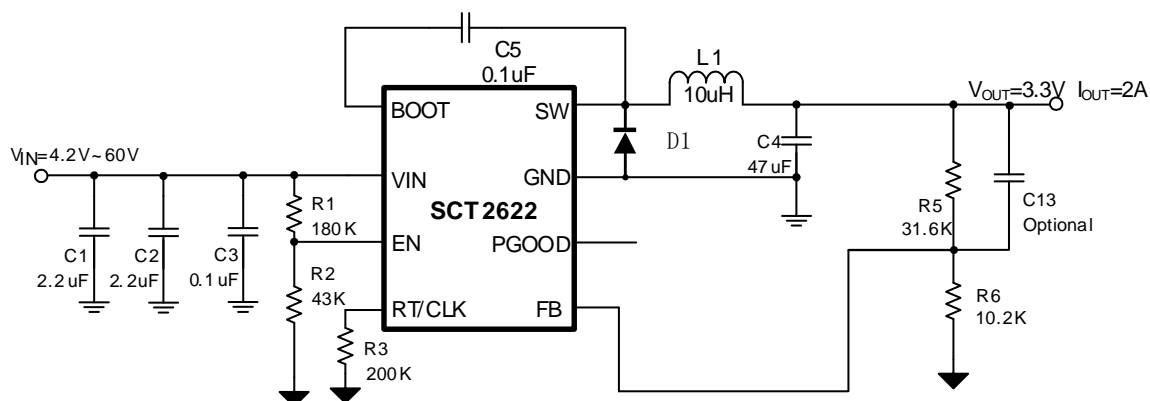 C5
0.1uF
L1
10uH
BOOT
SW
VOUT=3.3V IOUT=2A
D1
C4
47uF
VIN=4.2V~60V
VIN
GND
SCT2622
R1
180K
R5
31.6K
C13
Optional
EN
PGOOD
C1
2.2uF
C2
2.2uF
C3
0.1uF
R2
43K
RT/CLK
FB
R6
10.2K
R3
200K